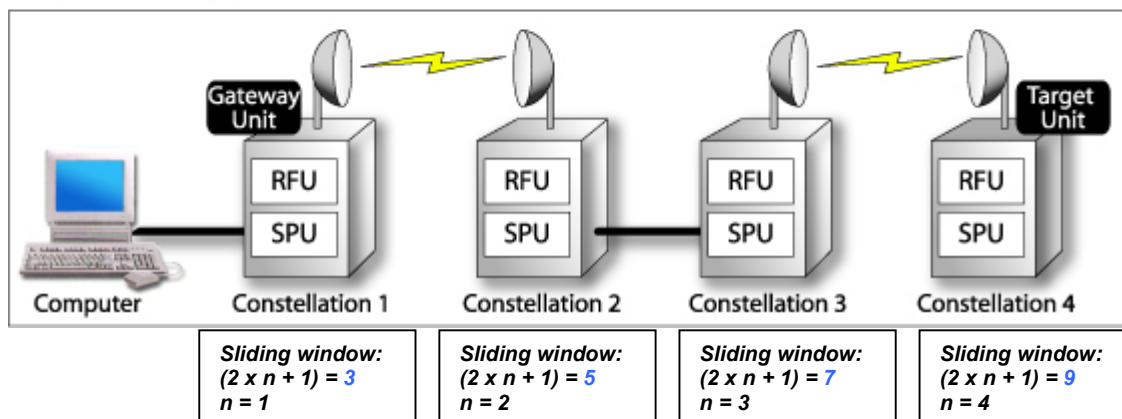 Gateway
Unit
Target
Unit
RFU
SPU
RFU
SPU
RFU
SPU
RFU
SPU
Computer
Constellation 1
Constellation 2
Constellation 3
Constellation 4
Sliding window:
(2 x n + 1) = 3
n = 1
Sliding window:
(2 x n + 1) = 5
n = 2
Sliding window:
(2 x n + 1) = 7
n = 3
Sliding window:
(2 x n + 1) = 9
n = 4